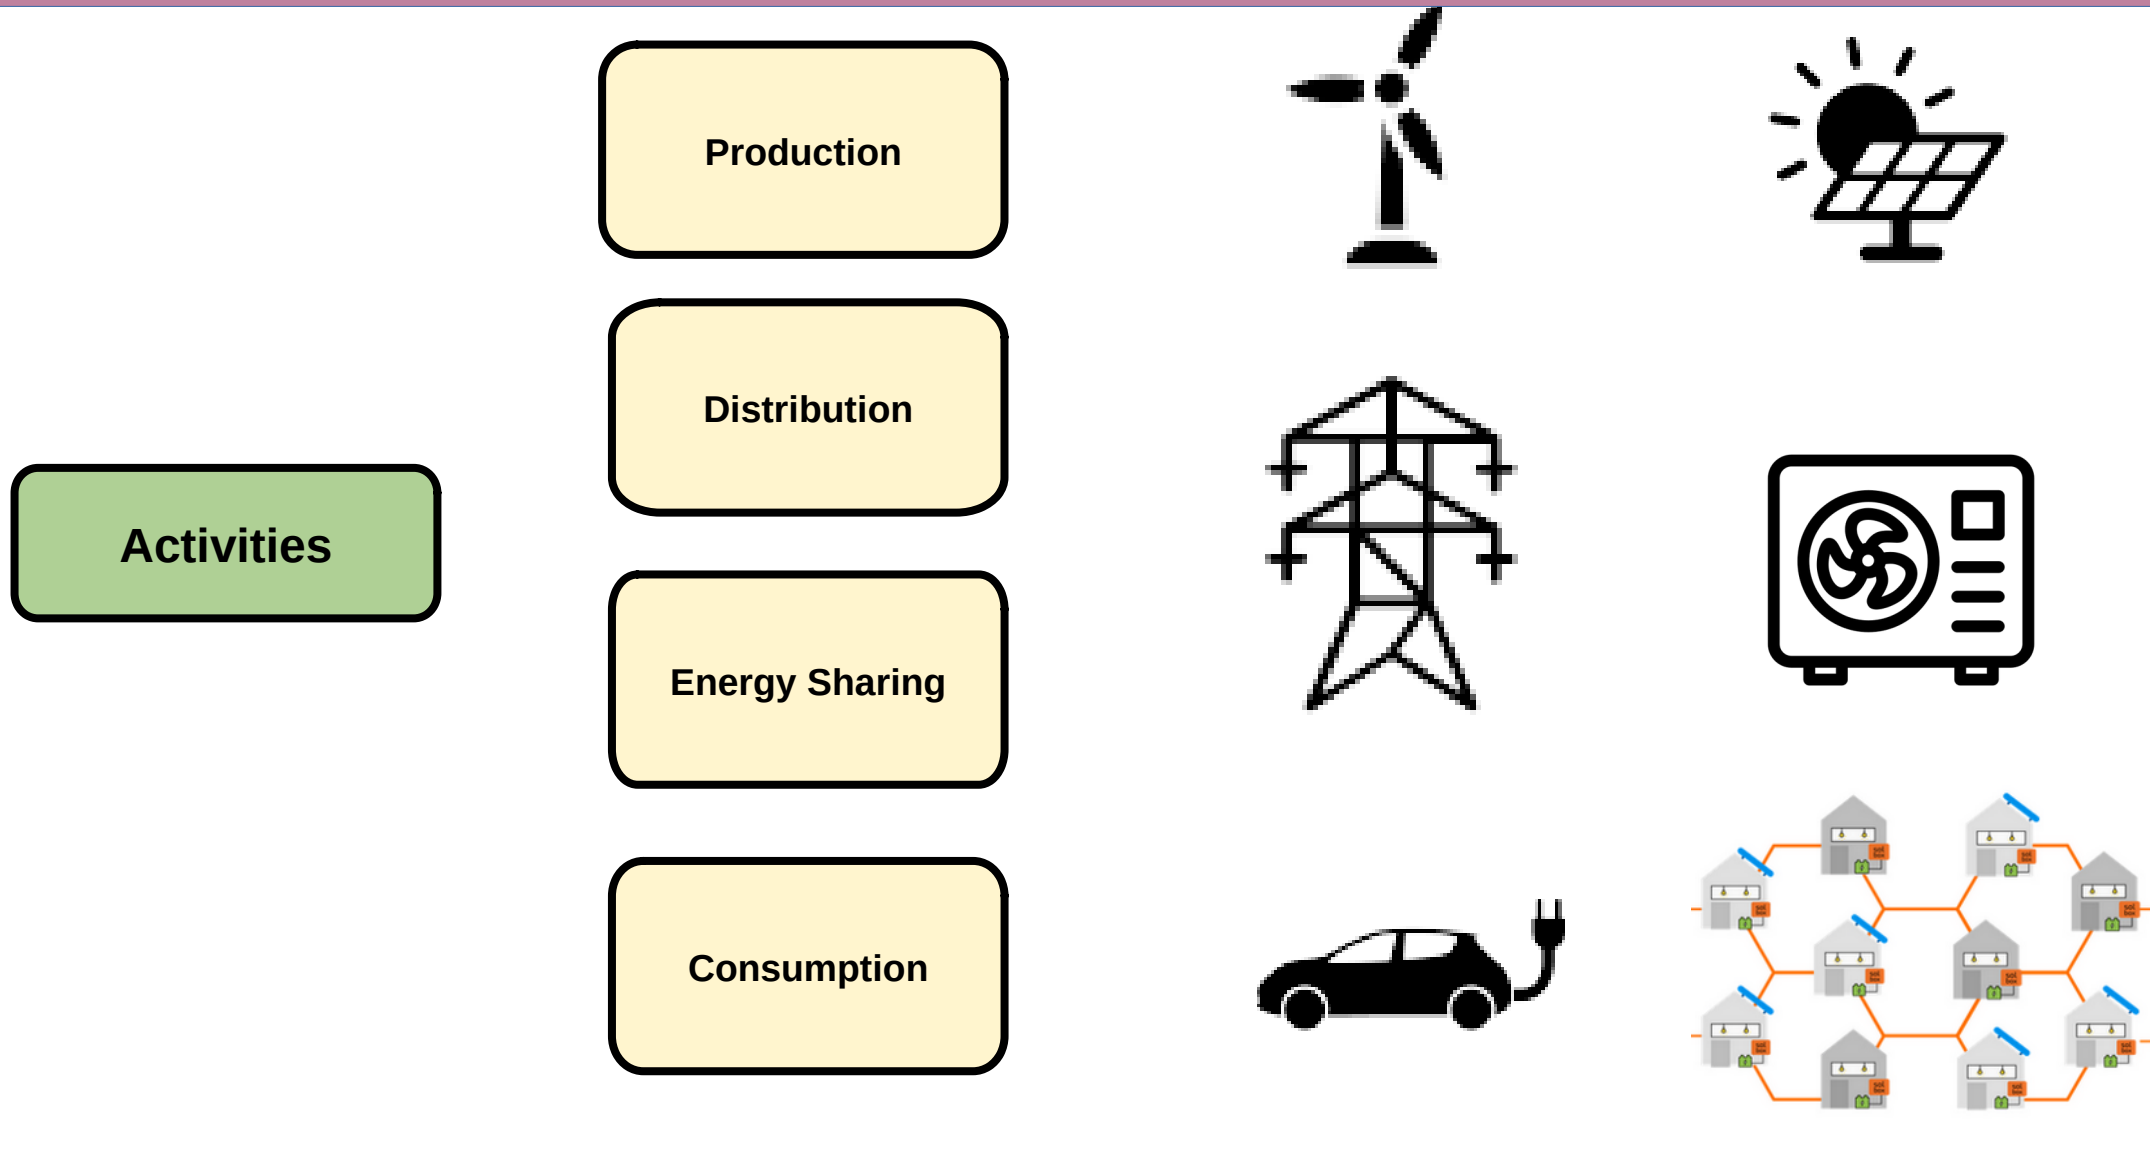 Production
Distribution
Activities
Energy Sharing
Consumption